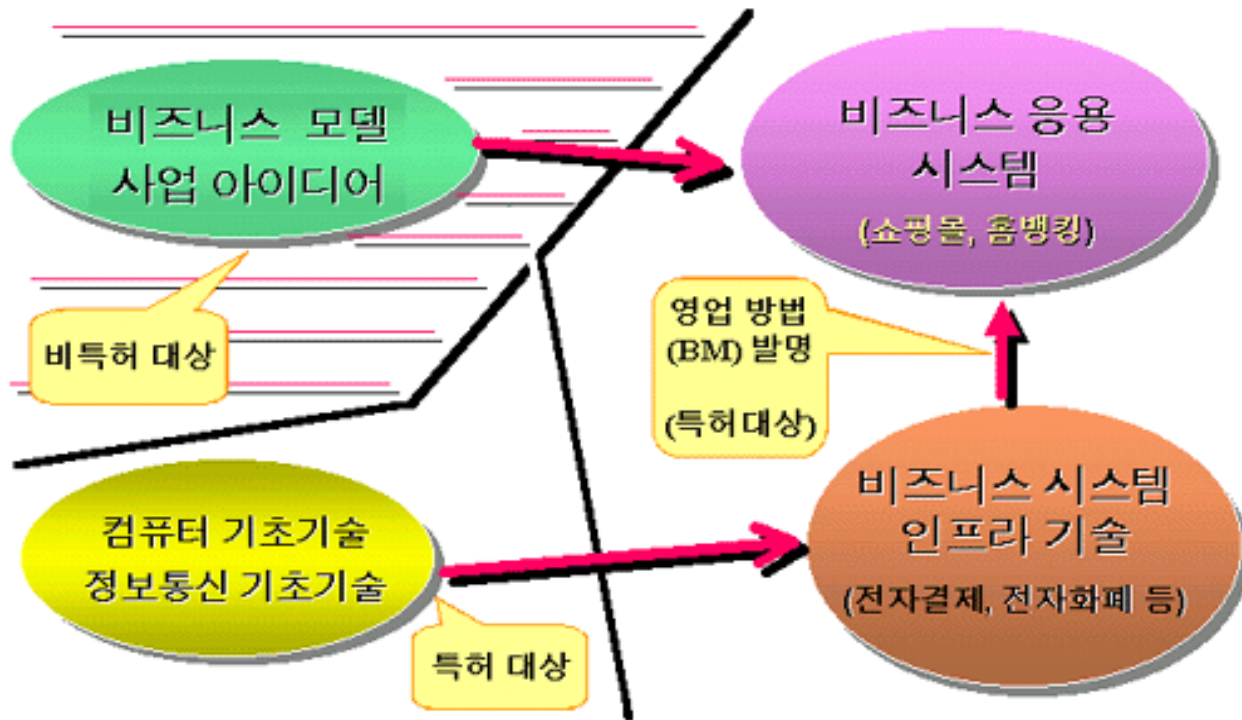 비즈니스 모델
사업 아이디어
비특허 대상
비즈니스 응용
시스템
(쇼핑몰, 홈뱅킹)
영업 방법
(BM) 발명
(특허대상)
컴퓨터 기초기술
정보통신 기초기술
특허 대상
비즈니스 시스템
인프라 기술
(전자결제, 전자화폐 등)